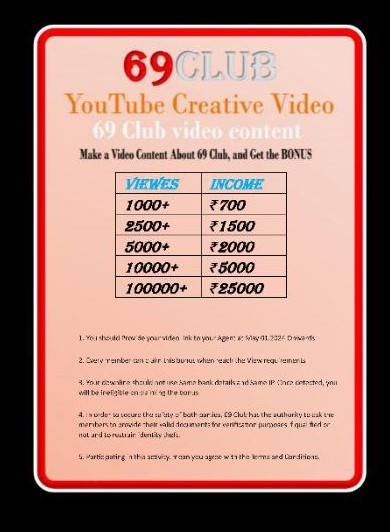 69CLUB
YouTube Creative Video
69 Club video content
Make a Video Content About 69 Club, and Get the BONUS
VIEWES INCOME
1000+ ₹700
2500+ ₹1500
5000+ ₹2000
10000+ ₹5000
100000+ ₹25000
1. You should Provide your video link to your Agent at May 01.2024 Onwards
2. Every member can claim this bonus when reach the View requirements
3. Your downline should not use Same bank details and Same IP. Once detected, you
will be ineligible on claiming the bonus
4. In order to secure the safety of both parties, 69 Club has the authority to ask the
members to provide their valid documents for verification purposes if qualified or
not and to restrain identity theft.
5. Participating in this activity, mean you agree with the Terms and Conditions.